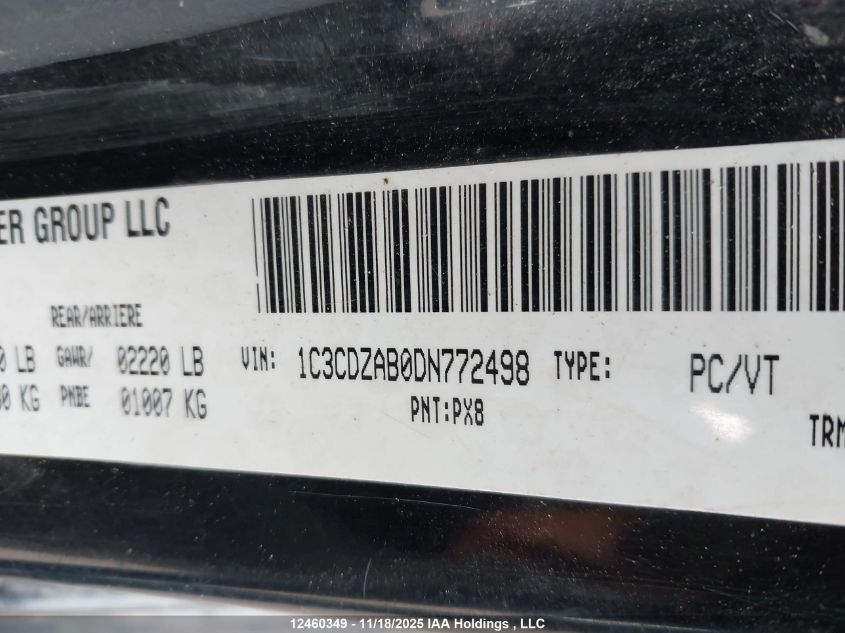 ER GROUP LLC
REAR/ARRIERE
0 LB GAWR/ 02220 LB VIN: 1C3CDZAB0DN772498 TYPE: PC/VT
00 KG PNBE 01007 KG PNT:PX8
TRM
12460349 - 11/18/2025 IAA Holdings , LLC